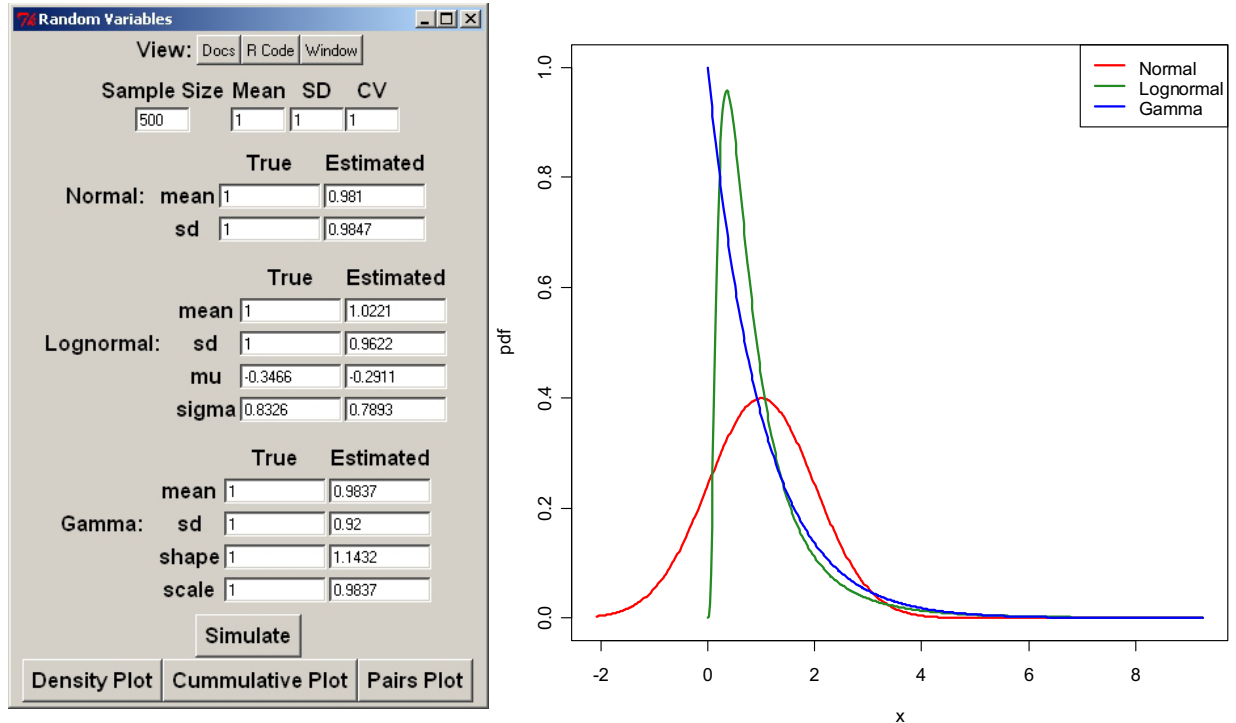 Random Variables
View: Docs R Code Window
Sample Size Mean SD CV
500 1 1 1
True Estimated
Normal: mean 1 0.981
sd 1 0.9847
True Estimated
mean 1 1.0221
Lognormal: sd 1 0.9622
mu -0.3466 -0.2911
sigma 0.8326 0.7893
True Estimated
mean 1 0.9837
Gamma: sd 1 0.92
shape 1 1.1432
scale 1 0.9837
Simulate
Density Plot Cummulative Plot Pairs Plot
Normal
Lognormal
Gamma
pdf
1.0
0.8
0.6
0.4
0.2
0.0
-2 0 2 4 6 8
x